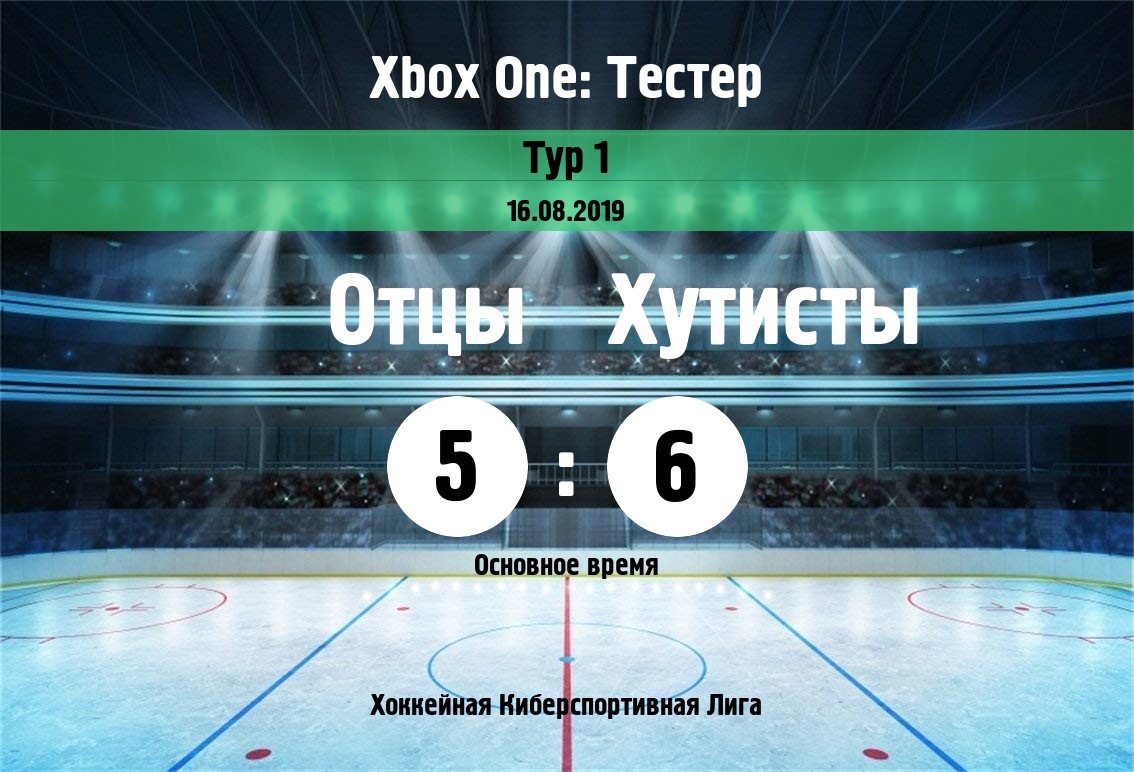 Xbox One: Тестер
Тур 1
16.08.2019
Отцы Хутисты
5 : 6
Основное время
Хоккейная Киберспортивная Лига